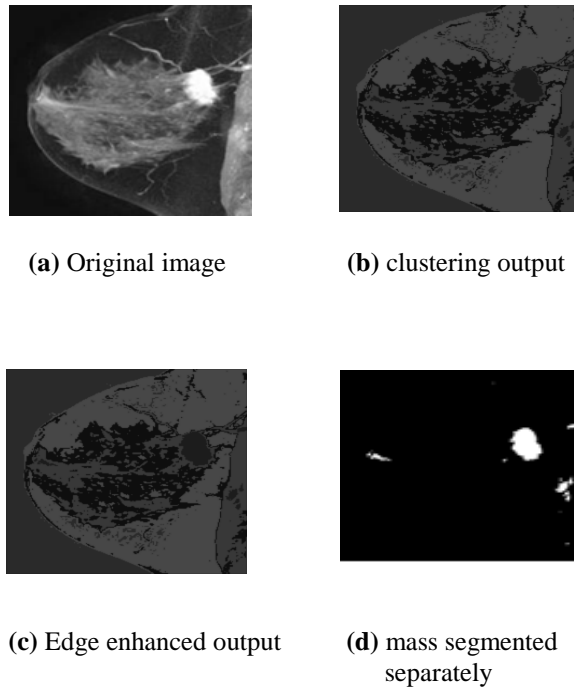 (a) Original image
(b) clustering output
(c) Edge enhanced output
(d) mass segmented
separately